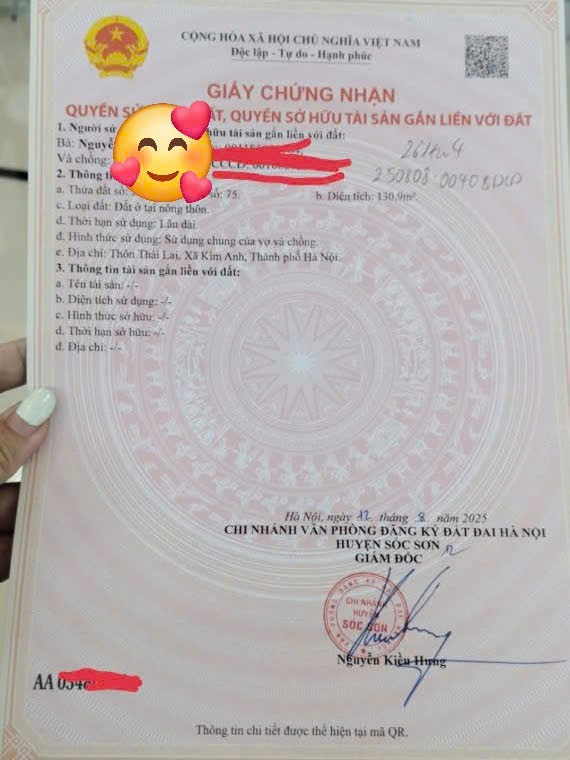 CỘNG HÒA XÃ HỘI CHỦ NGHĨA VIỆT NAM
Độc lập - Tự do - Hạnh phúc
GIẤY CHỨNG NHẬN
QUYỀN ĐẤT, QUYỀN SỞ HỮU TÀI SẢN GẮN LIỀN VỚI ĐẤT
1. Người sử hữu tài sản gắn liền với đất:
Bà: Nguyễ
Và chồng: CCCD:
2. Thông t
a. Thửa đất số số: 75. b. Diện tích: 130,9m².
c. Loại đất: Đất ở tại nông thôn.
d. Thời hạn sử dụng: Lâu dài.
đ. Hình thức sử dụng: Sử dụng chung của vợ và chồng.
e. Địa chỉ: Thôn Thái Lai, Xã Kim Anh, Thành phố Hà Nội.
3. Thông tin tài sản gắn liền với đất:
a. Tên tài sản: -/-
b. Diện tích sử dụng: -/-
c. Hình thức sở hữu: -/-
d. Thời hạn sở hữu: -/-
đ. Địa chỉ: -/-
Hà Nội, ngày 12 tháng 8 năm 2025
CHI NHÁNH VĂN PHÒNG ĐĂNG KÝ ĐẤT ĐAI HÀ NỘI
HUYỆN SÓC SƠN
GIÁM ĐỐC
CHI NHÁNH
HUYỆN
SÓC SƠN
Nguyễn Kiều Hưng
AA 034
Thông tin chi tiết được thể hiện tại mã QR.